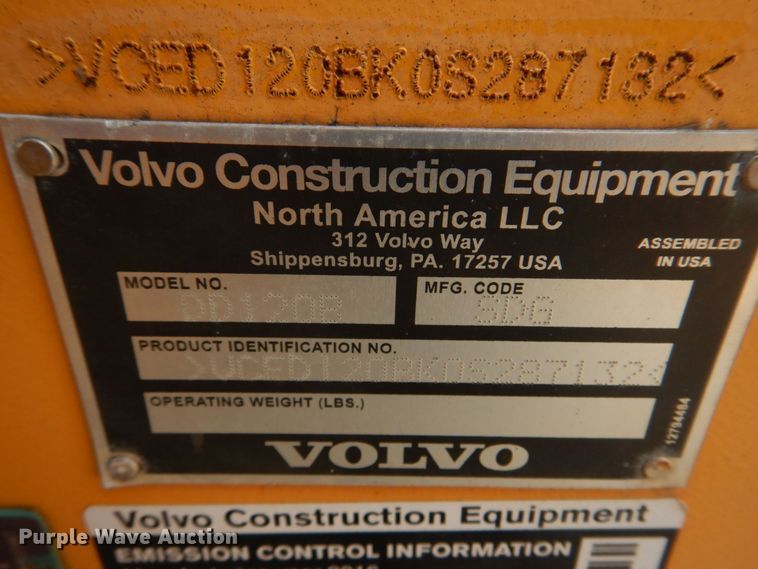 >VCED120BK0S287132<
Volvo Construction Equipment
North America LLC
312 Volvo Way
Shippensburg, PA. 17257 USA
ASSEMBLED
IN USA
MODEL NO.
DD120B
MFG. CODE
SDG
PRODUCT IDENTIFICATION NO.
>VCED120BK0S287132<
OPERATING WEIGHT (LBS.)
12794464
VOLVO
Volvo Construction Equipment
EMISSION CONTROL INFORMATION
Purple Wave Auction